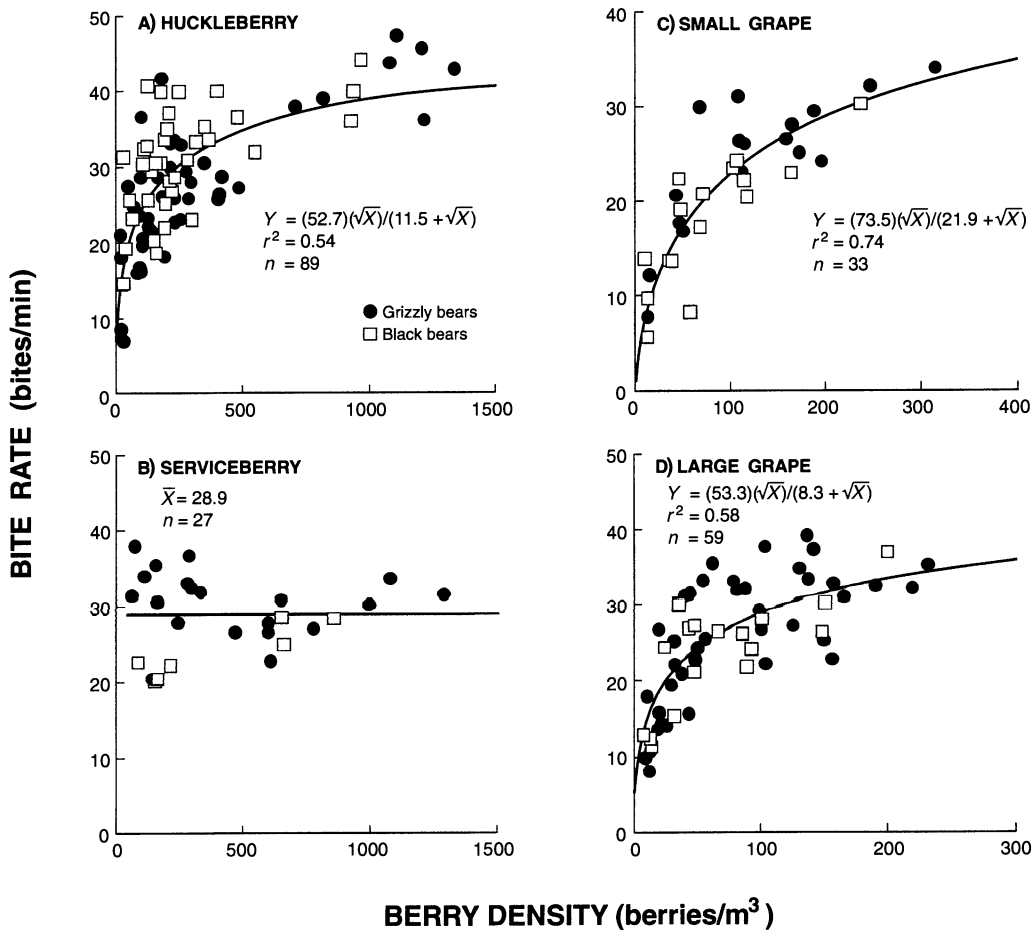 BITE RATE (bites/min)
A) HUCKLEBERRY
50
40
30
20
10
0
Y = (52.7)(√X)/(11.5 + √X)
r² = 0.54
n = 89
Grizzly bears
Black bears
0 500 1000 1500
C) SMALL GRAPE
40
30
20
10
0
Y = (73.5)(√X)/(21.9 + √X)
r² = 0.74
n = 33
0 100 200 300 400
B) SERVICEBERRY
X̅ = 28.9
n = 27
50
40
30
20
10
0
0 500 1000 1500
D) LARGE GRAPE
Y = (53.3)(√X)/(8.3 + √X)
r² = 0.58
n = 59
50
40
30
20
10
0
0 100 200 300
BERRY DENSITY (berries/m³)